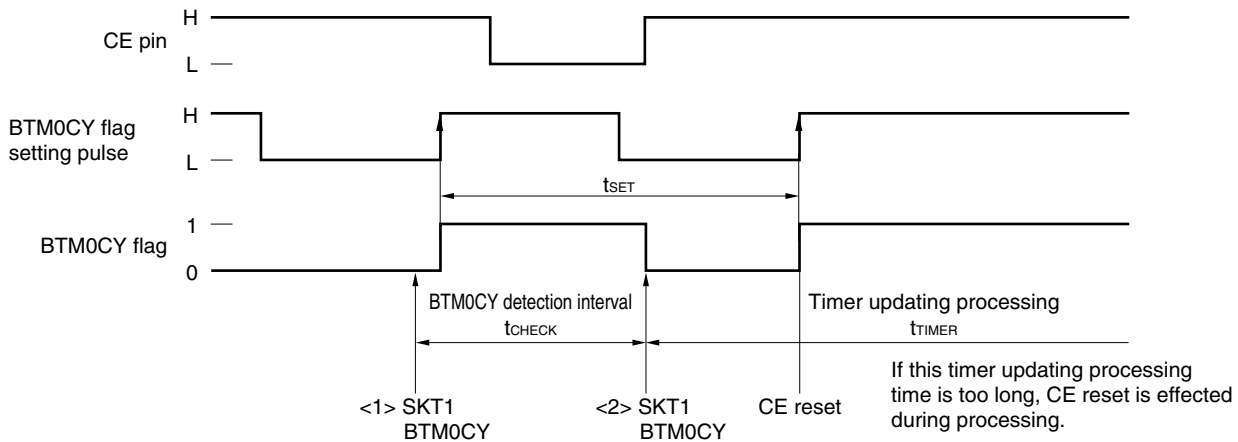 H
CE pin
L
H
BTM0CY flag
setting pulse
L
tSET
1
BTM0CY flag
0
BTM0CY detection interval
tCHECK
Timer updating processing
tTIMER
If this timer updating processing
time is too long, CE reset is effected
during processing.
<1> SKT1
BTM0CY
<2> SKT1
BTM0CY
CE reset